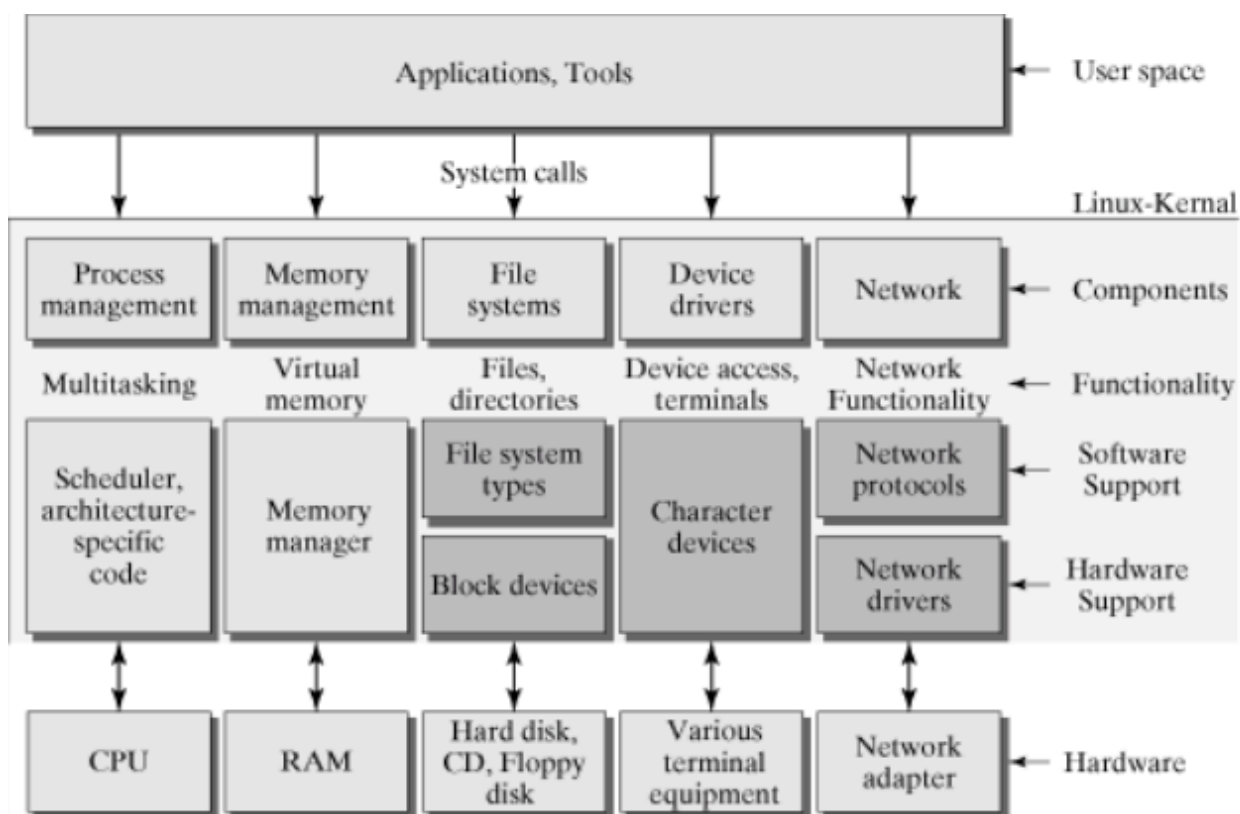 Applications, Tools
User space
System calls
Linux-Kernal
Process
management
Memory
management
File
systems
Device
drivers
Network
Components
Multitasking
Virtual
memory
Files,
directories
Device access,
terminals
Network
Functionality
Functionality
Scheduler,
architecture-
specific
code
Memory
manager
File system
types
Block devices
Character
devices
Network
protocols
Network
drivers
Software
Support
Hardware
Support
CPU
RAM
Hard disk,
CD, Floppy
disk
Various
terminal
equipment
Network
adapter
Hardware